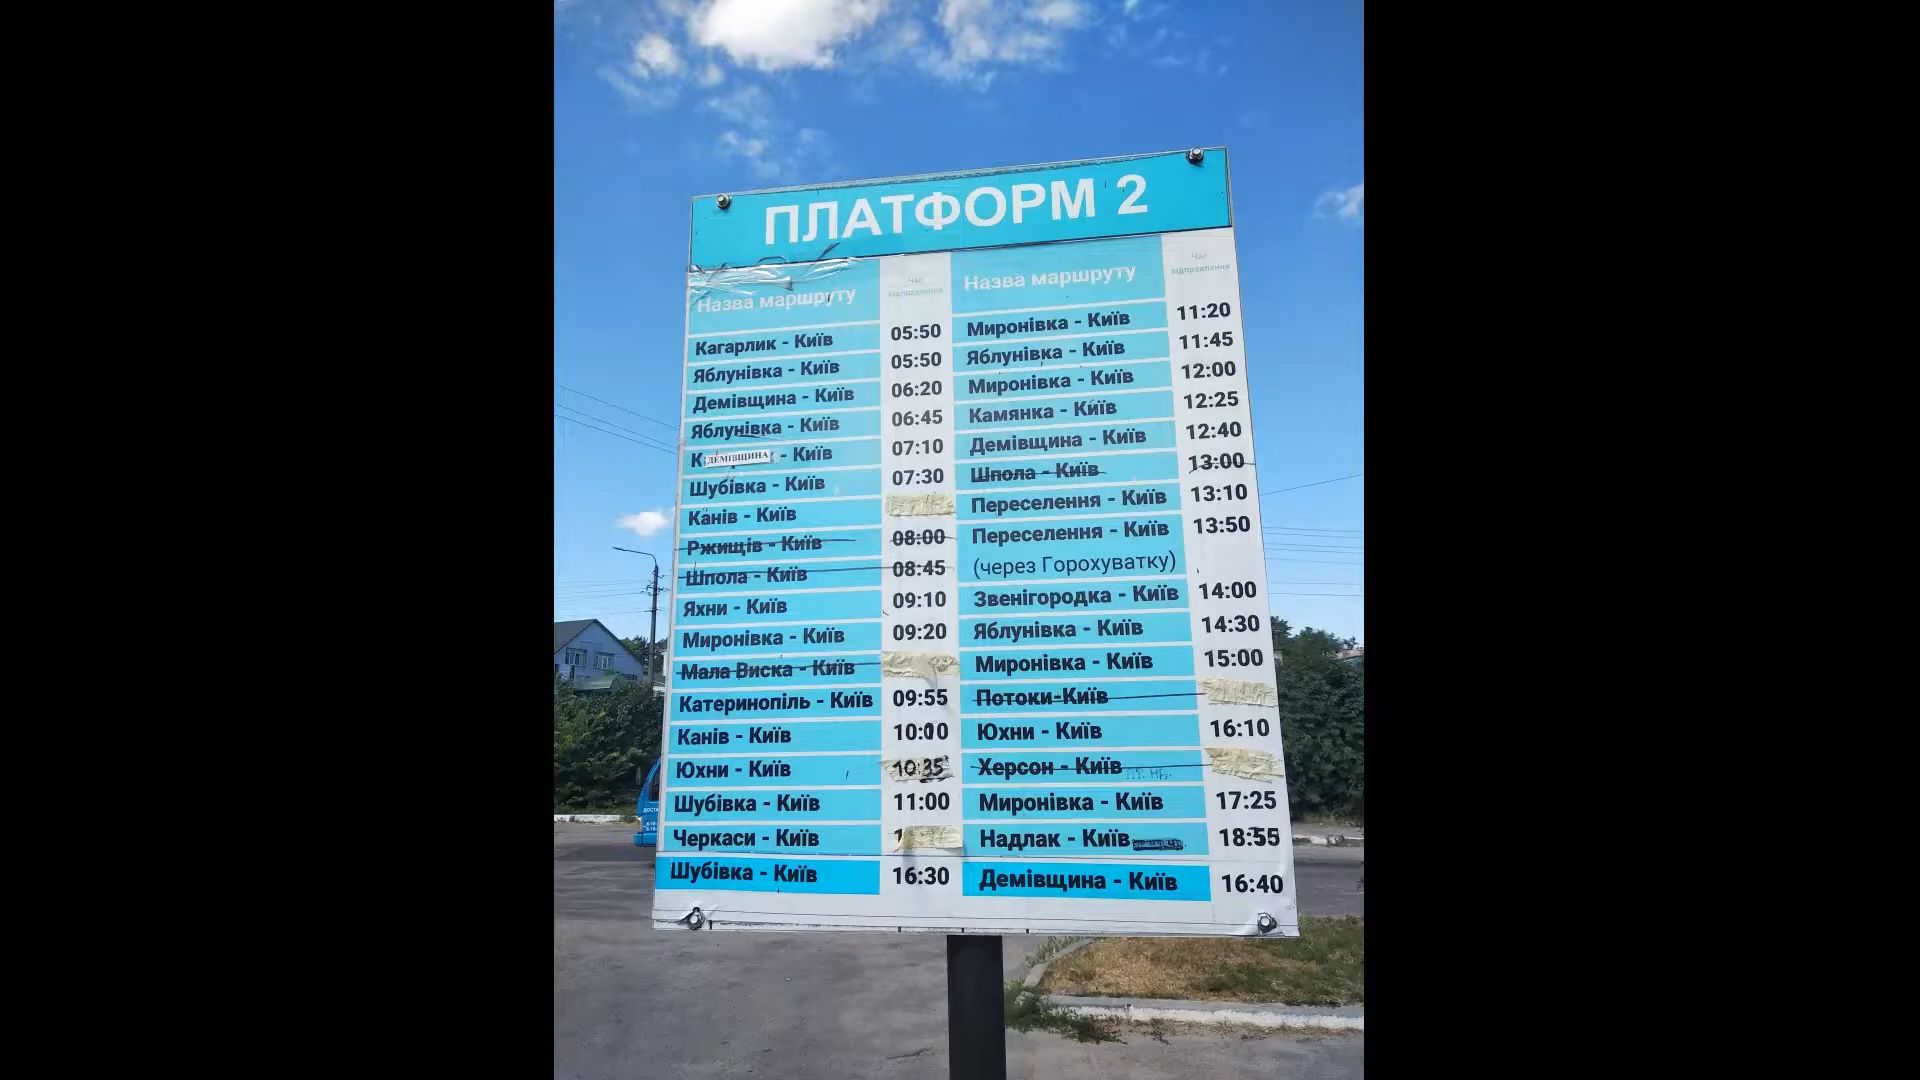 ПЛАТФОРМ 2
Назва маршруту Час відправлення
Кагарлик - Київ 05:50
Яблунівка - Київ 05:50
Демівщина - Київ 06:20
Яблунівка - Київ 06:45
ДЕМІВЩИНА - Київ 07:10
Шубівка - Київ 07:30
Канів - Київ
Ржищів - Київ 08:00
Шпола - Київ 08:45
Яхни - Київ 09:10
Миронівка - Київ 09:20
Мала Виска - Київ
Катеринопіль - Київ 09:55
Канів - Київ 10:00
Юхни - Київ 10:35
Шубівка - Київ 11:00
Черкаси - Київ
Шубівка - Київ 16:30
Назва маршруту Час відправлення
Миронівка - Київ 11:20
Яблунівка - Київ 11:45
Миронівка - Київ 12:00
Камянка - Київ 12:25
Демівщина - Київ 12:40
Шпола - Київ 13:00
Переселення - Київ 13:10
Переселення - Київ 13:50
(через Горохуватку)
Звенігородка - Київ 14:00
Яблунівка - Київ 14:30
Миронівка - Київ 15:00
Потоки-Київ
Юхни - Київ 16:10
Херсон - Київ
Миронівка - Київ 17:25
Надлак - Київ 18:55
Демівщина - Київ 16:40